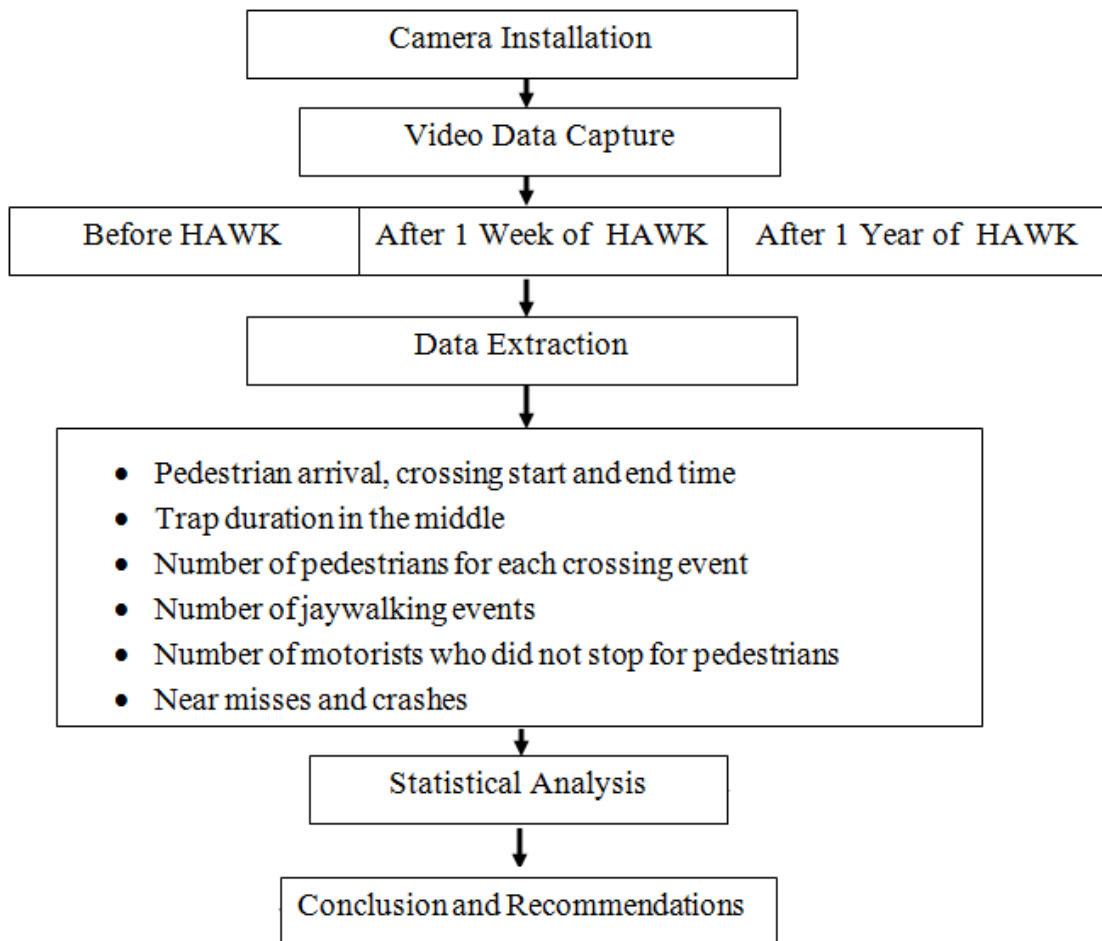 Camera Installation
Video Data Capture
Before HAWK
After 1 Week of HAWK
After 1 Year of HAWK
Data Extraction
• Pedestrian arrival, crossing start and end time
• Trap duration in the middle
• Number of pedestrians for each crossing event
• Number of jaywalking events
• Number of motorists who did not stop for pedestrians
• Near misses and crashes
Statistical Analysis
Conclusion and Recommendations